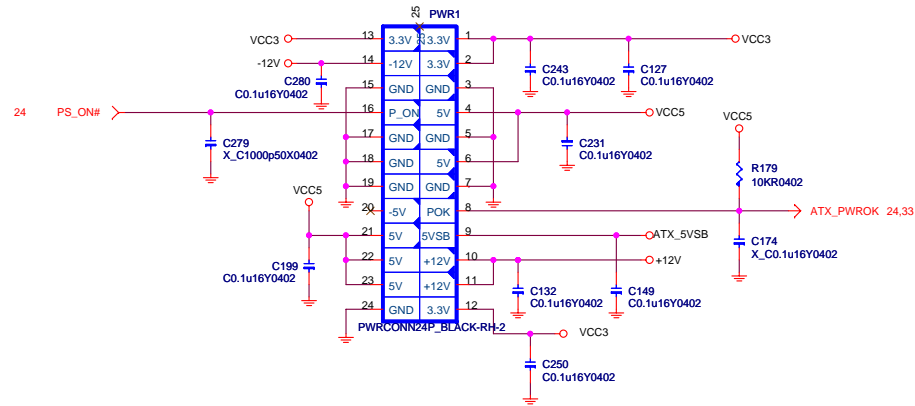 25
PWR1
25
VCC3
13
3.3V
3.3V
1
VCC3
-12V
14
-12V
3.3V
2
C243
C0.1u16Y0402
C127
C0.1u16Y0402
C280
C0.1u16Y0402
15
GND
GND
3
24
PS_ON#
16
P_ON
5V
4
VCC5
VCC5
C279
X_C1000p50X0402
17
GND
GND
5
C231
C0.1u16Y0402
18
GND
5V
6
R179
10KR0402
19
GND
GND
7
VCC5
20
-5V
POK
8
ATX_PWROK
24,33
21
5V
5VSB
9
ATX_5VSB
C174
X_C0.1u16Y0402
22
5V
+12V
10
+12V
C199
C0.1u16Y0402
23
5V
+12V
11
C132
C0.1u16Y0402
C149
C0.1u16Y0402
24
GND
3.3V
12
PWRCONN24P_BLACK-RH-2
VCC3
C250
C0.1u16Y0402